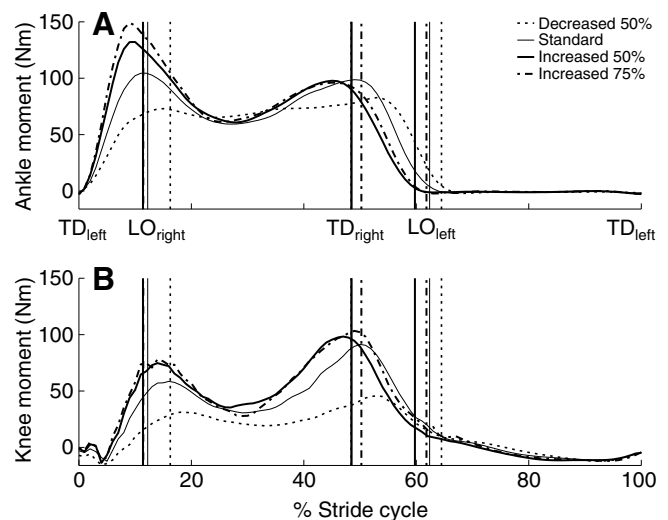 A
150
100
50
0
Ankle moment (Nm)
Decreased 50%
Standard
Increased 50%
Increased 75%
TDleft LOright TDright LOleft TDleft
B
150
100
50
0
Knee moment (Nm)
0 20 40 60 80 100
% Stride cycle